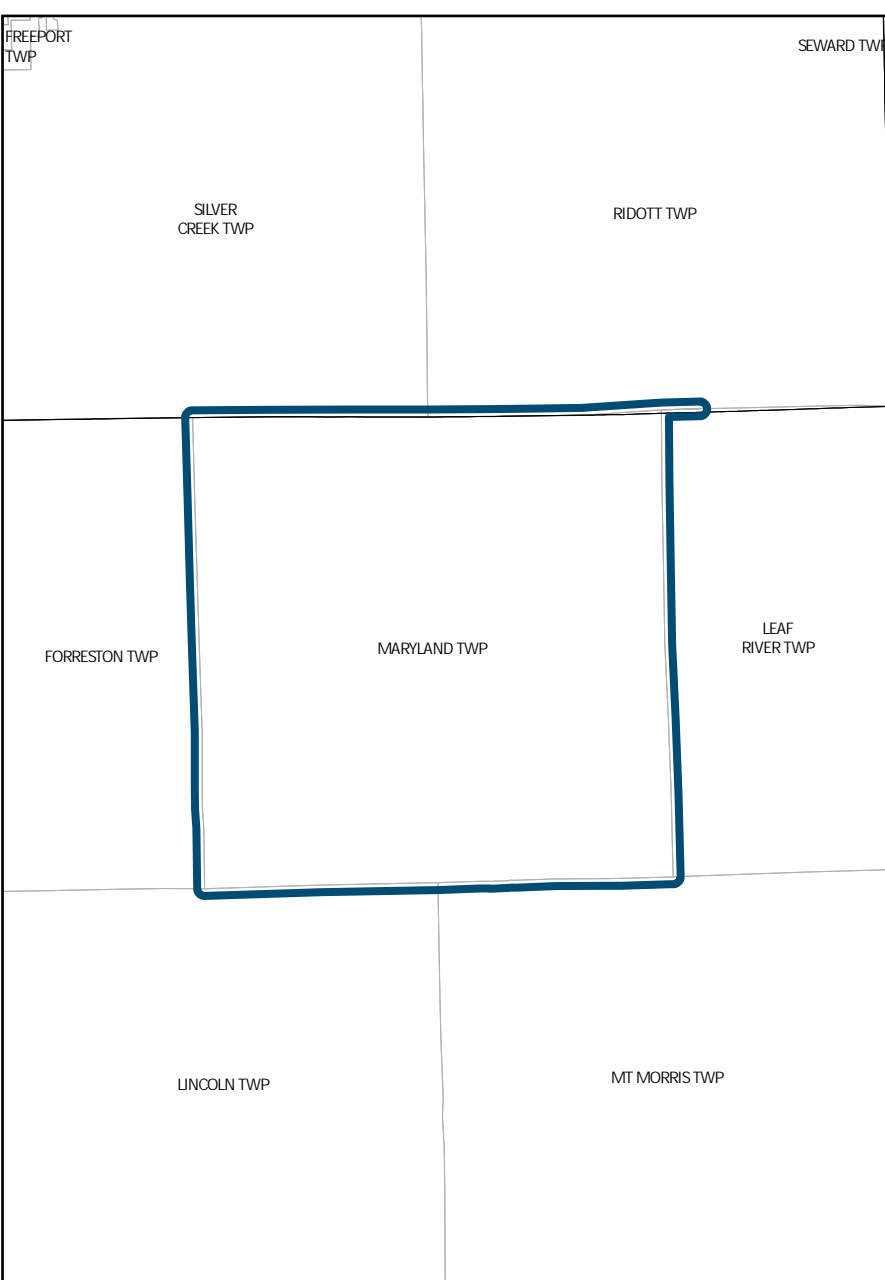 FREEPORT
TWP
SEWARD TWP
SILVER
CREEK TWP
RIDOTT TWP
FORRESTON TWP
MARYLAND TWP
LEAF
RIVER TWP
LINCOLN TWP
MT MORRIS TWP